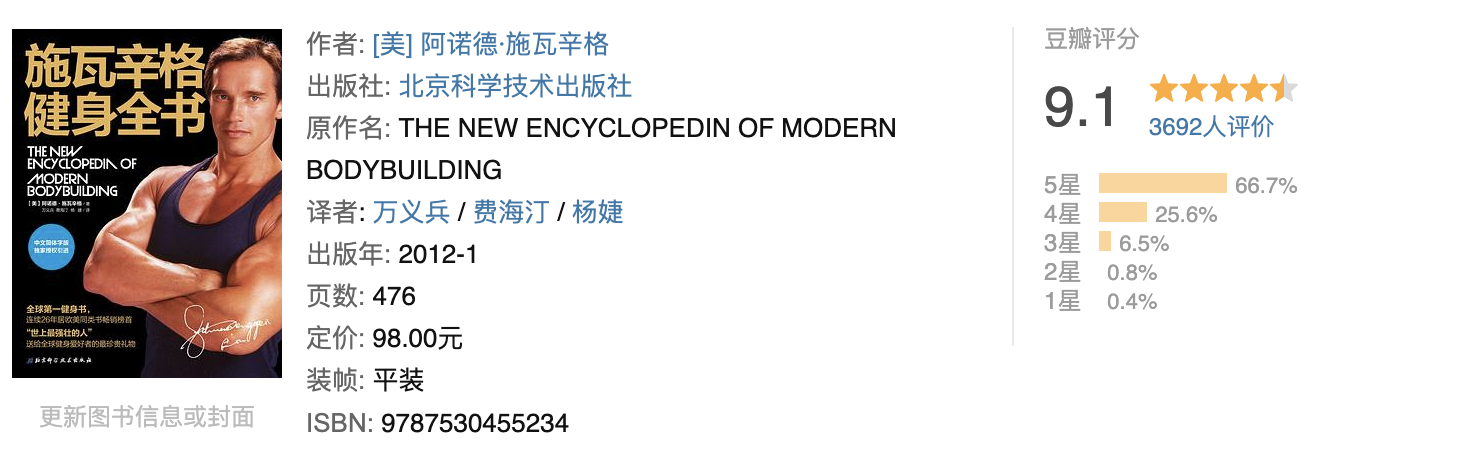 施瓦辛格
健身全书
THE NEW
ENCYCLOPEDIN OF
MODERN
BODYBUILDING
[美] 阿诺德·施瓦辛格 / 著
万义兵 费海汀 杨 婕 / 译
中文简体字版
独家授权引进
全球第一健身书，
连续26年居欧美同类书畅销榜首
“世上最强壮的人”
送给全球健身爱好者的最珍贵礼物
北京科学技术出版社
更新图书信息或封面
作者: [美] 阿诺德·施瓦辛格
出版社: 北京科学技术出版社
原作名: THE NEW ENCYCLOPEDIN OF MODERN
BODYBUILDING
译者: 万义兵 / 费海汀 / 杨婕
出版年: 2012-1
页数: 476
定价: 98.00元
装帧: 平装
ISBN: 9787530455234
豆瓣评分
9.1
3692人评价
5星 66.7%
4星 25.6%
3星 6.5%
2星 0.8%
1星 0.4%